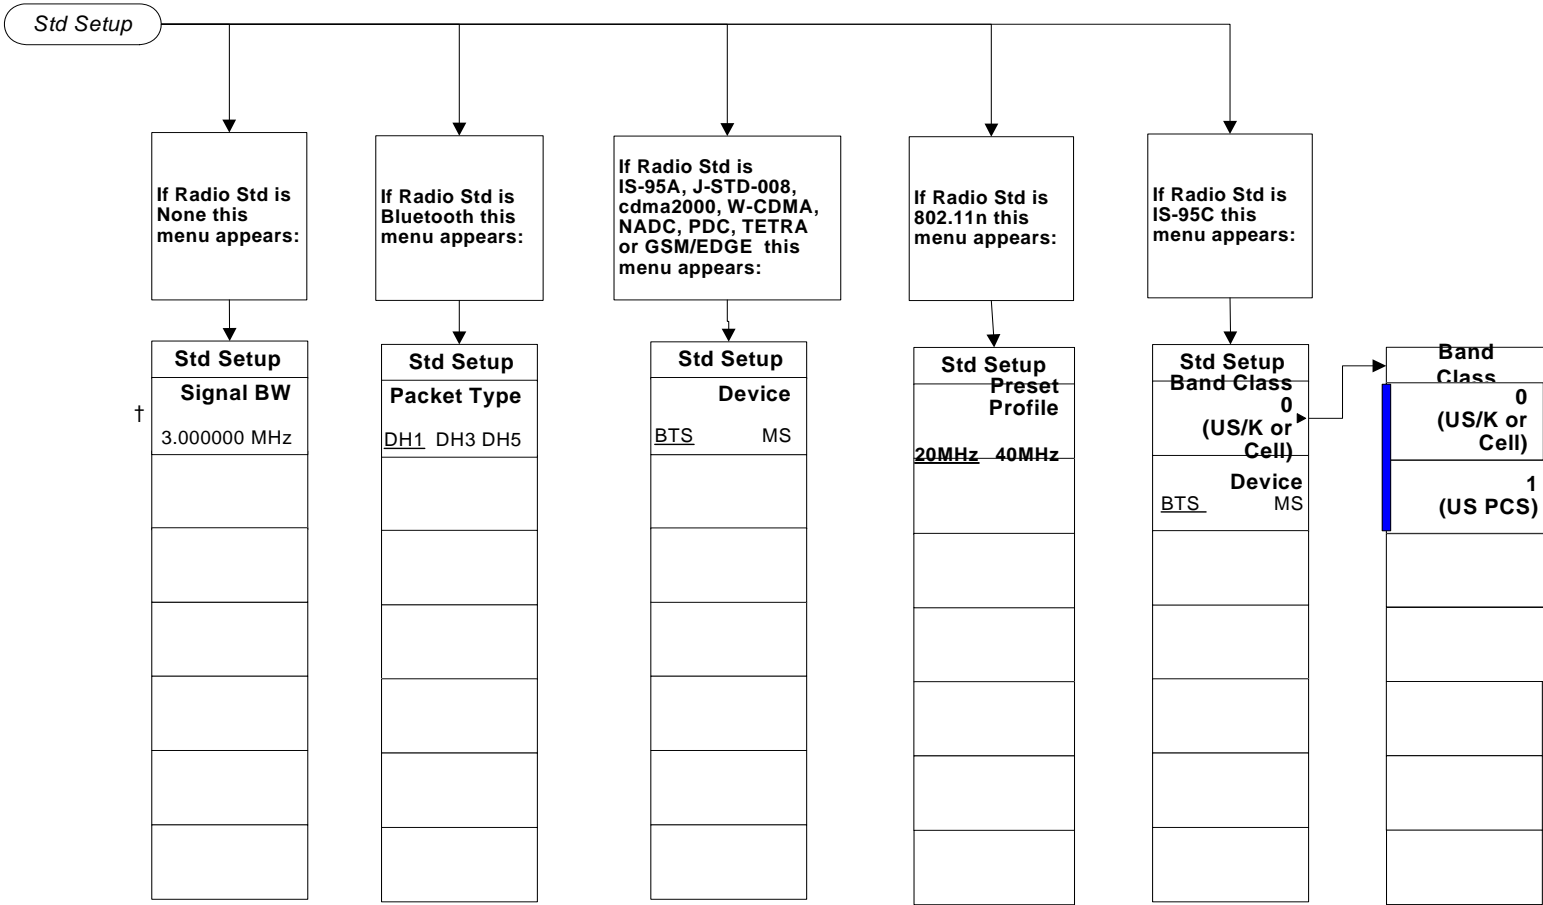 Std Setup
If Radio Std is
None this
menu appears:
If Radio Std is
Bluetooth this
menu appears:
If Radio Std is
IS-95A, J-STD-008,
cdma2000, W-CDMA,
NADC, PDC, TETRA
or GSM/EDGE this
menu appears:
If Radio Std is
802.11n this
menu appears:
If Radio Std is
IS-95C this
menu appears:
Std Setup
†
Signal BW
3.000000 MHz
Std Setup
Packet Type
DH1 DH3 DH5
Std Setup
Device
BTS MS
Std Setup
Preset
Profile
20MHz 40MHz
Std Setup
Band Class
0
(US/K or
Cell)
Device
BTS MS
Band
Class
0
(US/K or
Cell)
1
(US PCS)